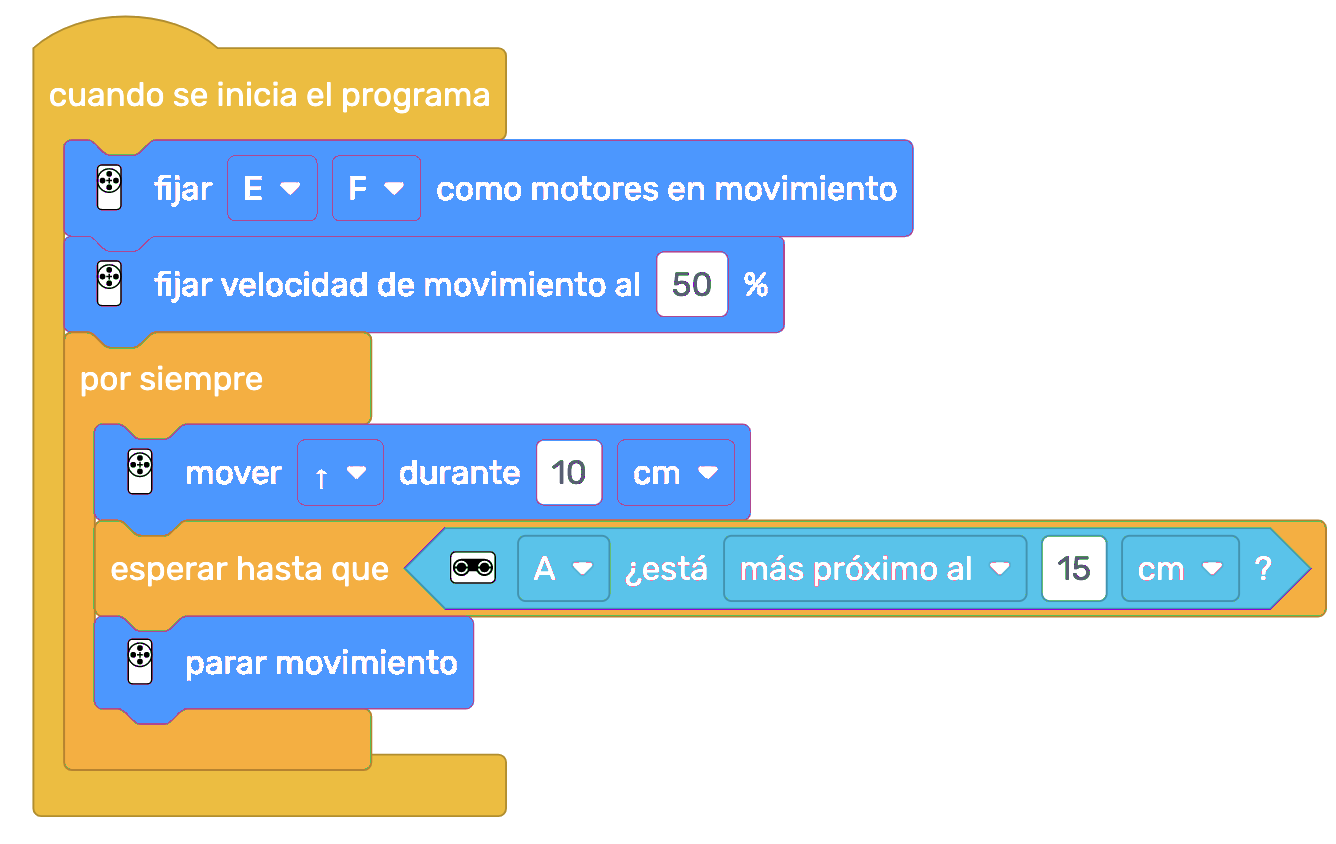 cuando se inicia el programa
fijar E F como motores en movimiento
fijar velocidad de movimiento al 50 %
por siempre
mover ↑ durante 10 cm
esperar hasta que A ¿está más próximo al 15 cm ?
parar movimiento